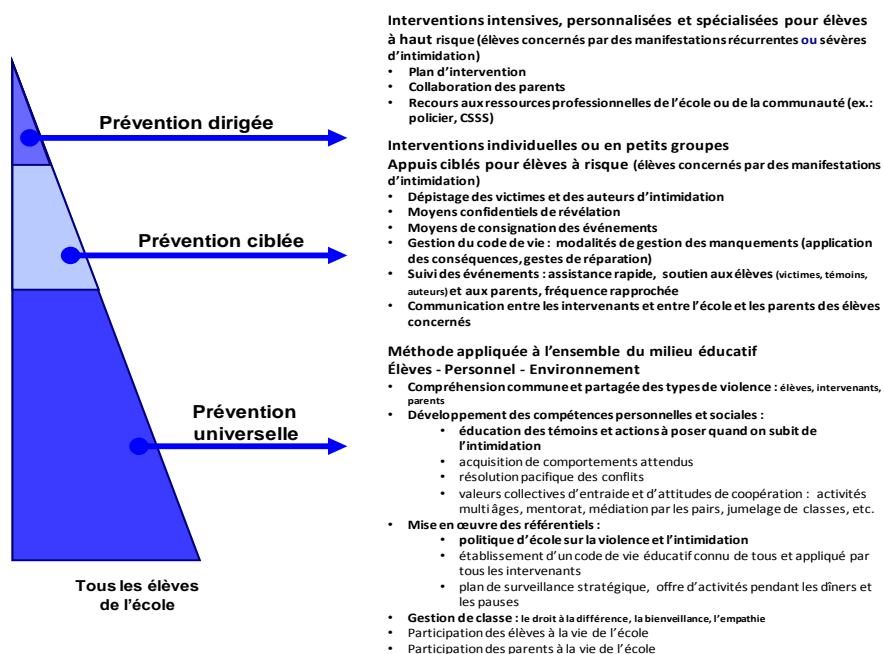 Prévention dirigée
Prévention ciblée
Prévention
universelle
Tous les élèves
de l'école
Interventions intensives, personnalisées et spécialisées pour élèves
à haut risque (élèves concernés par des manifestations récurrentes ou sévères
d'intimidation)
• Plan d'intervention
• Collaboration des parents
• Recours aux ressources professionnelles de l'école ou de la communauté (ex.:
policier, CSSS)
Interventions individuelles ou en petits groupes
Appuis ciblés pour élèves à risque (élèves concernés par des manifestations
d'intimidation)
• Dépistage des victimes et des auteurs d'intimidation
• Moyens confidentiels de révélation
• Moyens de consignation des événements
• Gestion du code de vie : modalités de gestion des manquements (application
des conséquences, gestes de réparation)
• Suivi des événements : assistance rapide, soutien aux élèves (victimes, témoins,
auteurs) et aux parents, fréquence rapprochée
• Communication entre les intervenants et entre l'école et les parents des élèves
concernés
Méthode appliquée à l'ensemble du milieu éducatif
Élèves - Personnel - Environnement
• Compréhension commune et partagée des types de violence : élèves, intervenants,
parents
• Développement des compétences personnelles et sociales :
• éducation des témoins et actions à poser quand on subit de
l'intimidation
• acquisition de comportements attendus
• résolution pacifique des conflits
• valeurs collectives d'entraide et d'attitudes de coopération : activités
multi âges, mentorat, médiation par les pairs, jumelage de classes, etc.
• Mise en œuvre des référentiels :
• politique d'école sur la violence et l'intimidation
• établissement d'un code de vie éducatif connu de tous et appliqué par
tous les intervenants
• plan de surveillance stratégique, offre d'activités pendant les dîners et
les pauses
• Gestion de classe : le droit à la différence, la bienveillance, l'empathie
• Participation des élèves à la vie de l'école
• Participation des parents à la vie de l'école